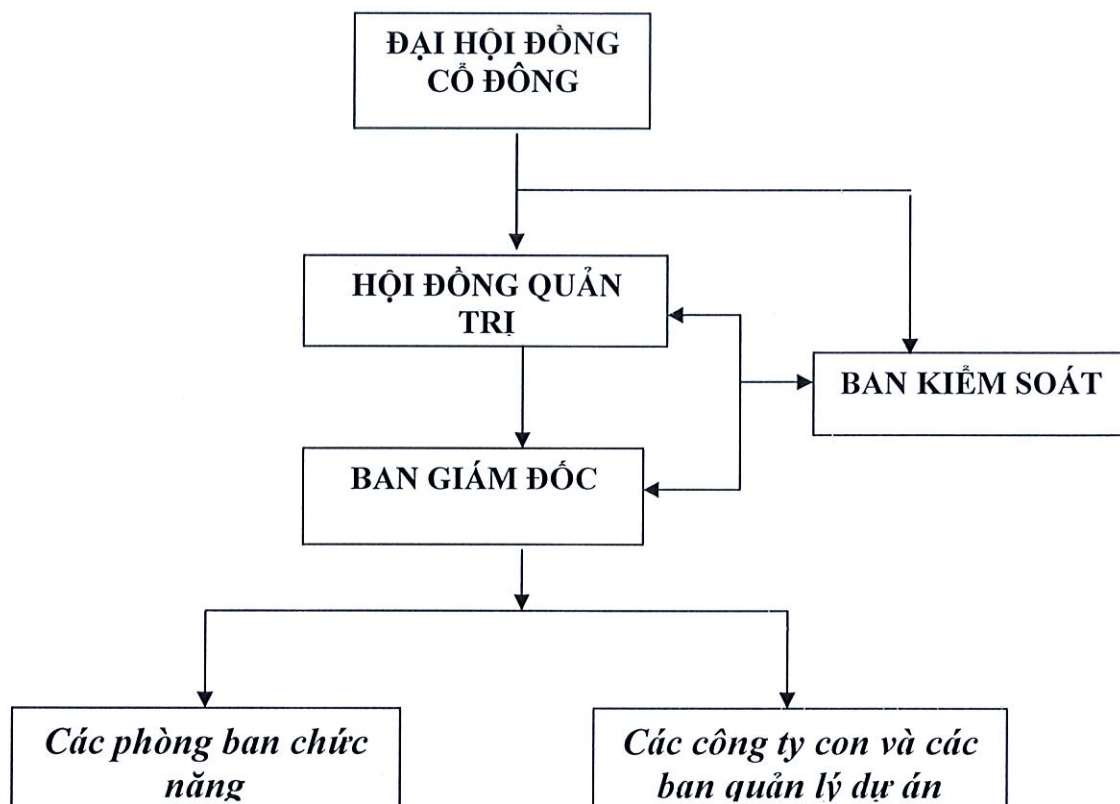 ĐẠI HỘI ĐỒNG
CỔ ĐÔNG
HỘI ĐỒNG QUẢN
TRỊ
BAN KIỂM SOÁT
BAN GIÁM ĐỐC
Các phòng ban chức
năng
Các công ty con và các
ban quản lý dự án